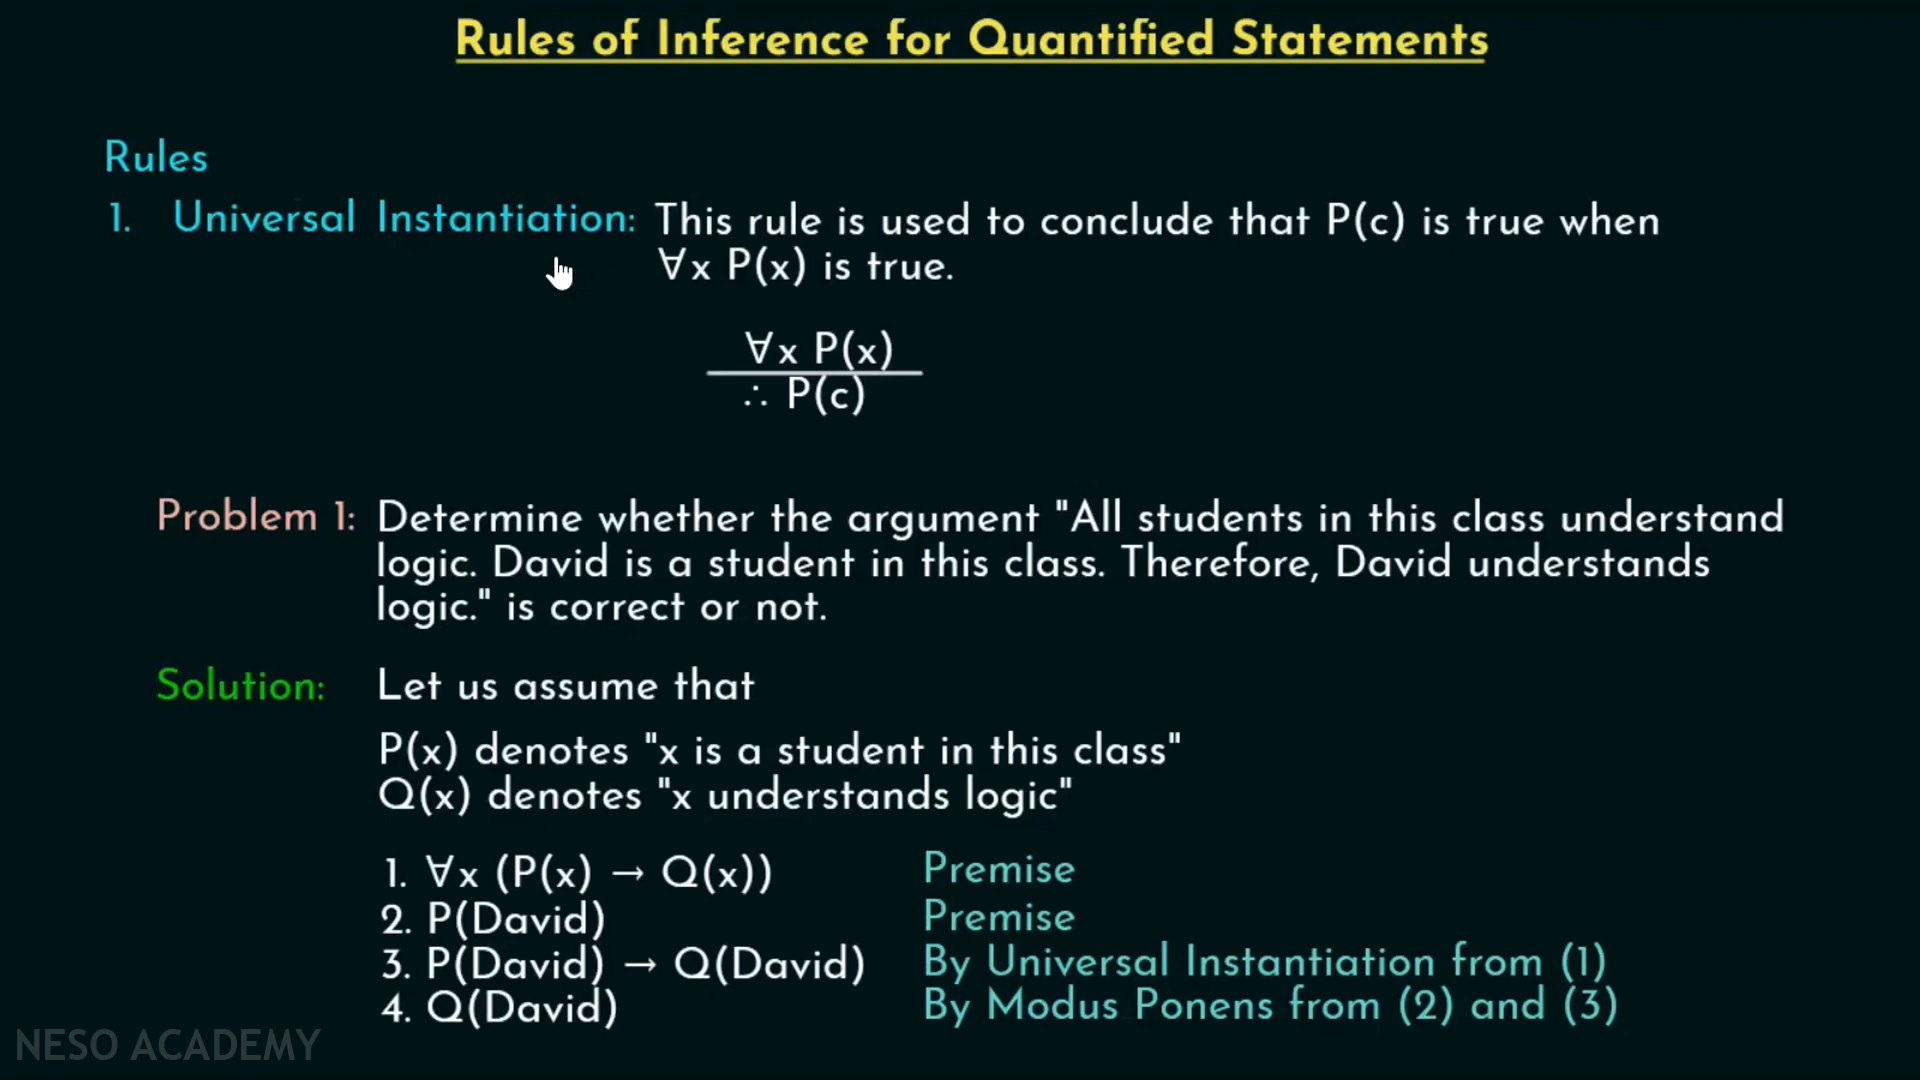 Rules of Inference for Quantified Statements
Rules
1. Universal Instantiation: This rule is used to conclude that P(c) is true when
∀x P(x) is true.
∀x P(x)
∴ P(c)
Problem 1: Determine whether the argument "All students in this class understand
logic. David is a student in this class. Therefore, David understands
logic." is correct or not.
Solution: Let us assume that
P(x) denotes "x is a student in this class"
Q(x) denotes "x understands logic"
1. ∀x (P(x) → Q(x)) Premise
2. P(David) Premise
3. P(David) → Q(David) By Universal Instantiation from (1)
4. Q(David) By Modus Ponens from (2) and (3)
NESO ACADEMY